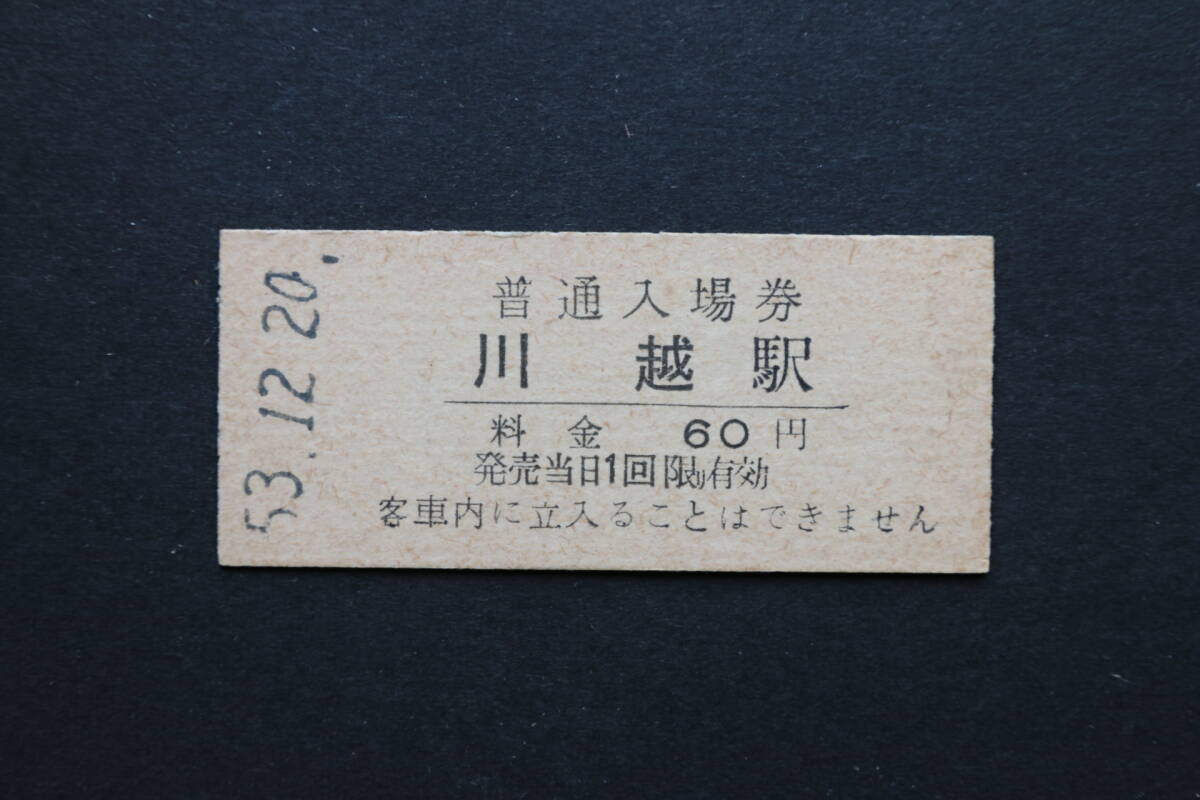 53.12 20.
普通入場券
川越駅
料金 60円
発売当日1回限り有効
客車内に立入ることはできません